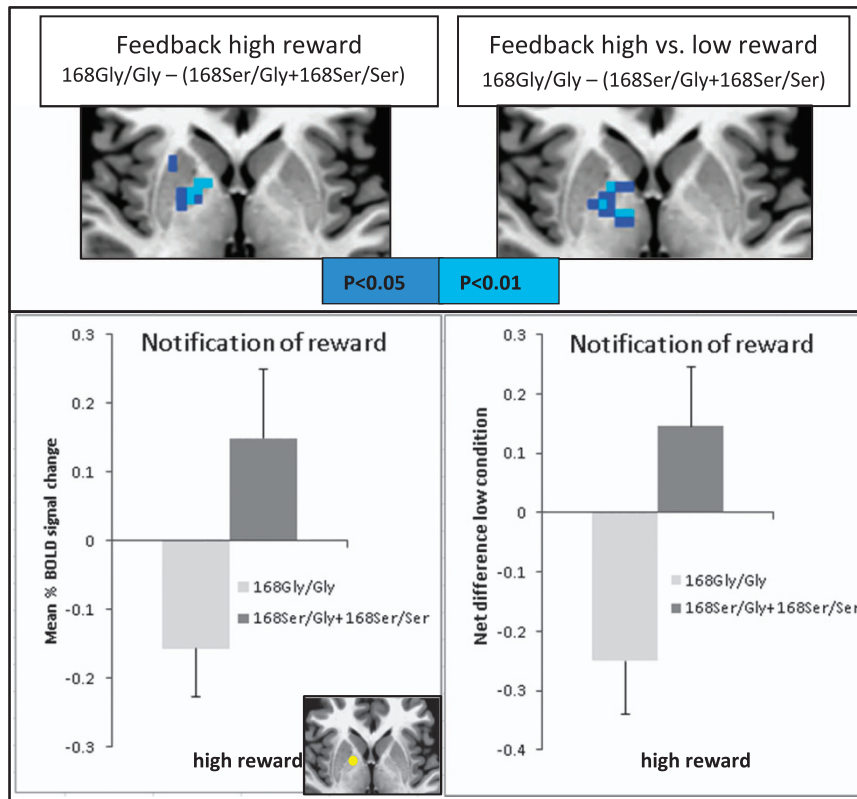 Feedback high reward
168Gly/Gly – (168Ser/Gly+168Ser/Ser)
Feedback high vs. low reward
168Gly/Gly – (168Ser/Gly+168Ser/Ser)
P<0.05
P<0.01
Notification of reward
Mean % BOLD signal change
0.3
0.2
0.1
0
-0.1
-0.2
-0.3
168Gly/Gly
168Ser/Gly+168Ser/Ser
high reward
Notification of reward
Net difference low condition
0.3
0.2
0.1
0
-0.1
-0.2
-0.3
-0.4
168Gly/Gly
168Ser/Gly+168Ser/Ser
high reward